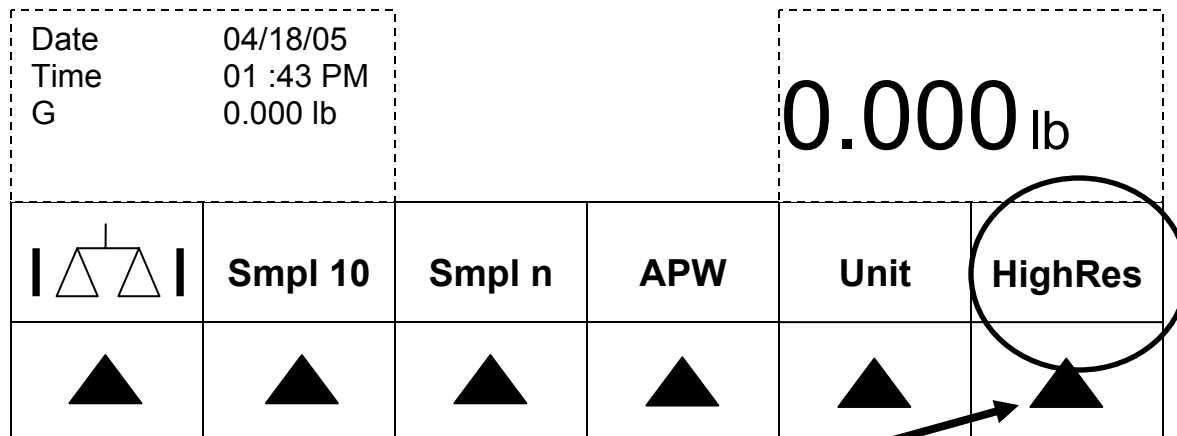 Date 04/18/05
Time 01 :43 PM
G 0.000 lb
0.000 lb
Smpl 10 Smpl n APW Unit HighRes